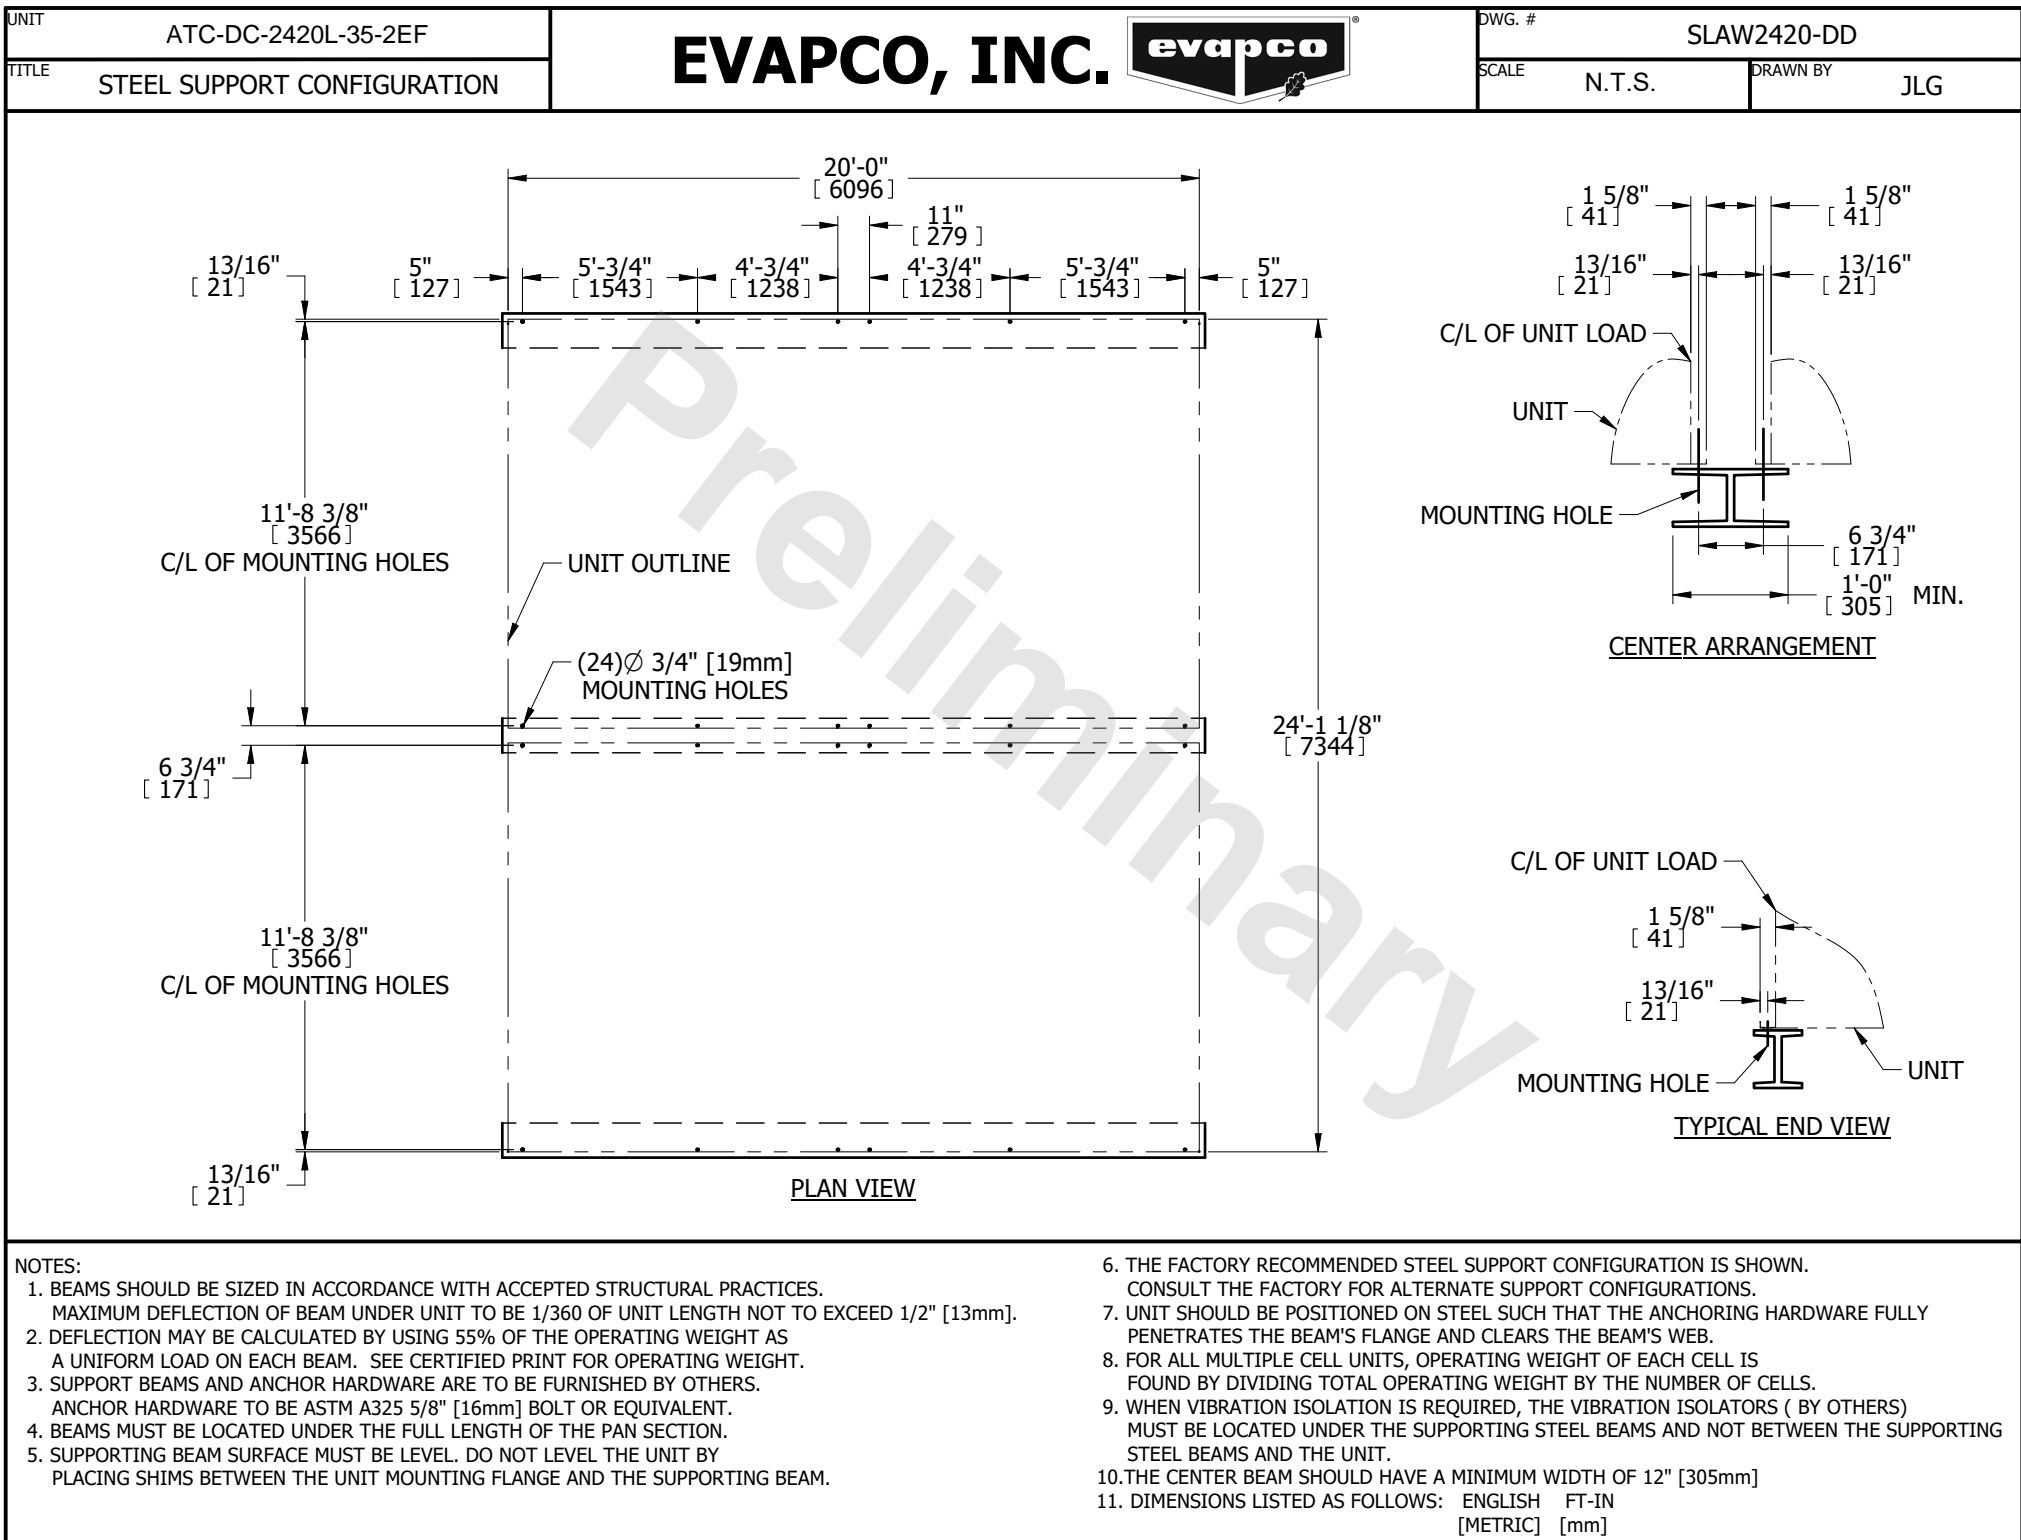 UNIT
ATC-DC-2420L-35-2EF
TITLE
STEEL SUPPORT CONFIGURATION
EVAPCO, INC.
evapco
®
DWG. #
SLAW2420-DD
SCALE
N.T.S.
DRAWN BY
JLG
20'-0"
[ 6096 ]
11"
[ 279 ]
13/16"
[ 21 ]
5"
[ 127 ]
5'-3/4"
[ 1543 ]
4'-3/4"
[ 1238 ]
4'-3/4"
[ 1238 ]
5'-3/4"
[ 1543 ]
5"
[ 127 ]
11'-8 3/8"
[ 3566 ]
C/L OF MOUNTING HOLES
UNIT OUTLINE
(24)∅ 3/4" [19mm]
MOUNTING HOLES
6 3/4"
[ 171 ]
24'-1 1/8"
[ 7344 ]
11'-8 3/8"
[ 3566 ]
C/L OF MOUNTING HOLES
13/16"
[ 21 ]
PLAN VIEW
Preliminary
1 5/8"
[ 41 ]
1 5/8"
[ 41 ]
13/16"
[ 21 ]
13/16"
[ 21 ]
C/L OF UNIT LOAD
UNIT
MOUNTING HOLE
6 3/4"
[ 171 ]
1'-0"
[ 305 ] MIN.
CENTER ARRANGEMENT
C/L OF UNIT LOAD
1 5/8"
[ 41 ]
13/16"
[ 21 ]
MOUNTING HOLE
UNIT
TYPICAL END VIEW
NOTES:
1. BEAMS SHOULD BE SIZED IN ACCORDANCE WITH ACCEPTED STRUCTURAL PRACTICES.
MAXIMUM DEFLECTION OF BEAM UNDER UNIT TO BE 1/360 OF UNIT LENGTH NOT TO EXCEED 1/2" [13mm].
2. DEFLECTION MAY BE CALCULATED BY USING 55% OF THE OPERATING WEIGHT AS
A UNIFORM LOAD ON EACH BEAM. SEE CERTIFIED PRINT FOR OPERATING WEIGHT.
3. SUPPORT BEAMS AND ANCHOR HARDWARE ARE TO BE FURNISHED BY OTHERS.
ANCHOR HARDWARE TO BE ASTM A325 5/8" [16mm] BOLT OR EQUIVALENT.
4. BEAMS MUST BE LOCATED UNDER THE FULL LENGTH OF THE PAN SECTION.
5. SUPPORTING BEAM SURFACE MUST BE LEVEL. DO NOT LEVEL THE UNIT BY
PLACING SHIMS BETWEEN THE UNIT MOUNTING FLANGE AND THE SUPPORTING BEAM.
6. THE FACTORY RECOMMENDED STEEL SUPPORT CONFIGURATION IS SHOWN.
CONSULT THE FACTORY FOR ALTERNATE SUPPORT CONFIGURATIONS.
7. UNIT SHOULD BE POSITIONED ON STEEL SUCH THAT THE ANCHORING HARDWARE FULLY
PENETRATES THE BEAM'S FLANGE AND CLEARS THE BEAM'S WEB.
8. FOR ALL MULTIPLE CELL UNITS, OPERATING WEIGHT OF EACH CELL IS
FOUND BY DIVIDING TOTAL OPERATING WEIGHT BY THE NUMBER OF CELLS.
9. WHEN VIBRATION ISOLATION IS REQUIRED, THE VIBRATION ISOLATORS ( BY OTHERS)
MUST BE LOCATED UNDER THE SUPPORTING STEEL BEAMS AND NOT BETWEEN THE SUPPORTING
STEEL BEAMS AND THE UNIT.
10.THE CENTER BEAM SHOULD HAVE A MINIMUM WIDTH OF 12" [305mm]
11. DIMENSIONS LISTED AS FOLLOWS: ENGLISH FT-IN
[METRIC] [mm]